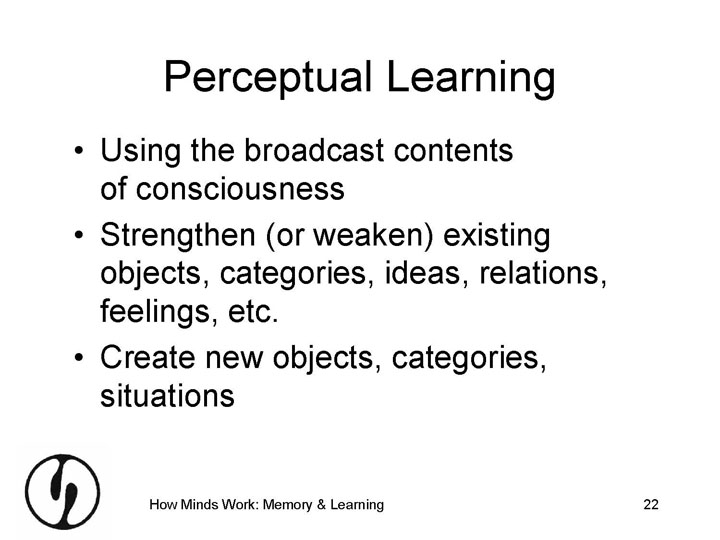 Perceptual Learning
• Using the broadcast contents
of consciousness
• Strengthen (or weaken) existing
objects, categories, ideas, relations,
feelings, etc.
• Create new objects, categories,
situations
How Minds Work: Memory & Learning
22